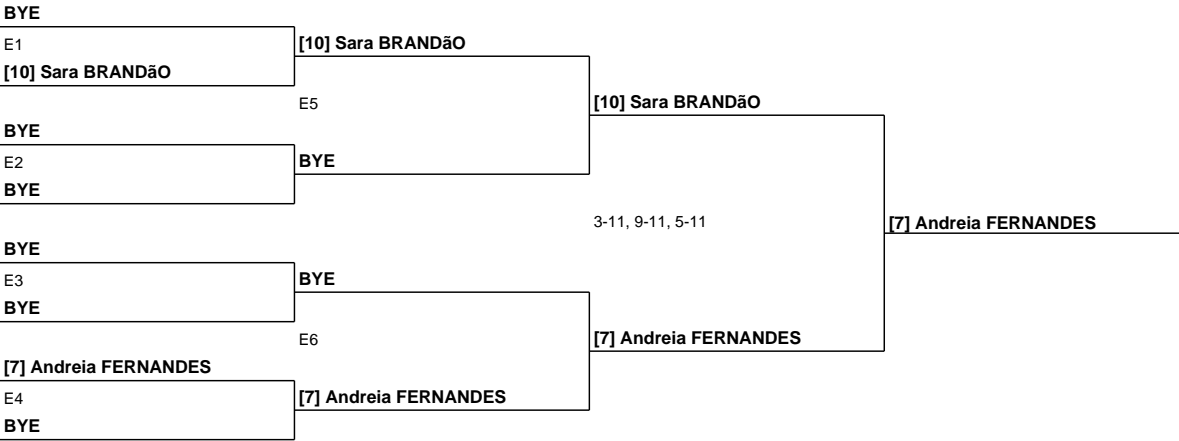 BYE
E1
[10] Sara BRANDãO
[10] Sara BRANDãO
E5
[10] Sara BRANDãO
BYE
E2
BYE
BYE
3-11, 9-11, 5-11
[7] Andreia FERNANDES
BYE
E3
BYE
BYE
E6
[7] Andreia FERNANDES
[7] Andreia FERNANDES
E4
[7] Andreia FERNANDES
BYE